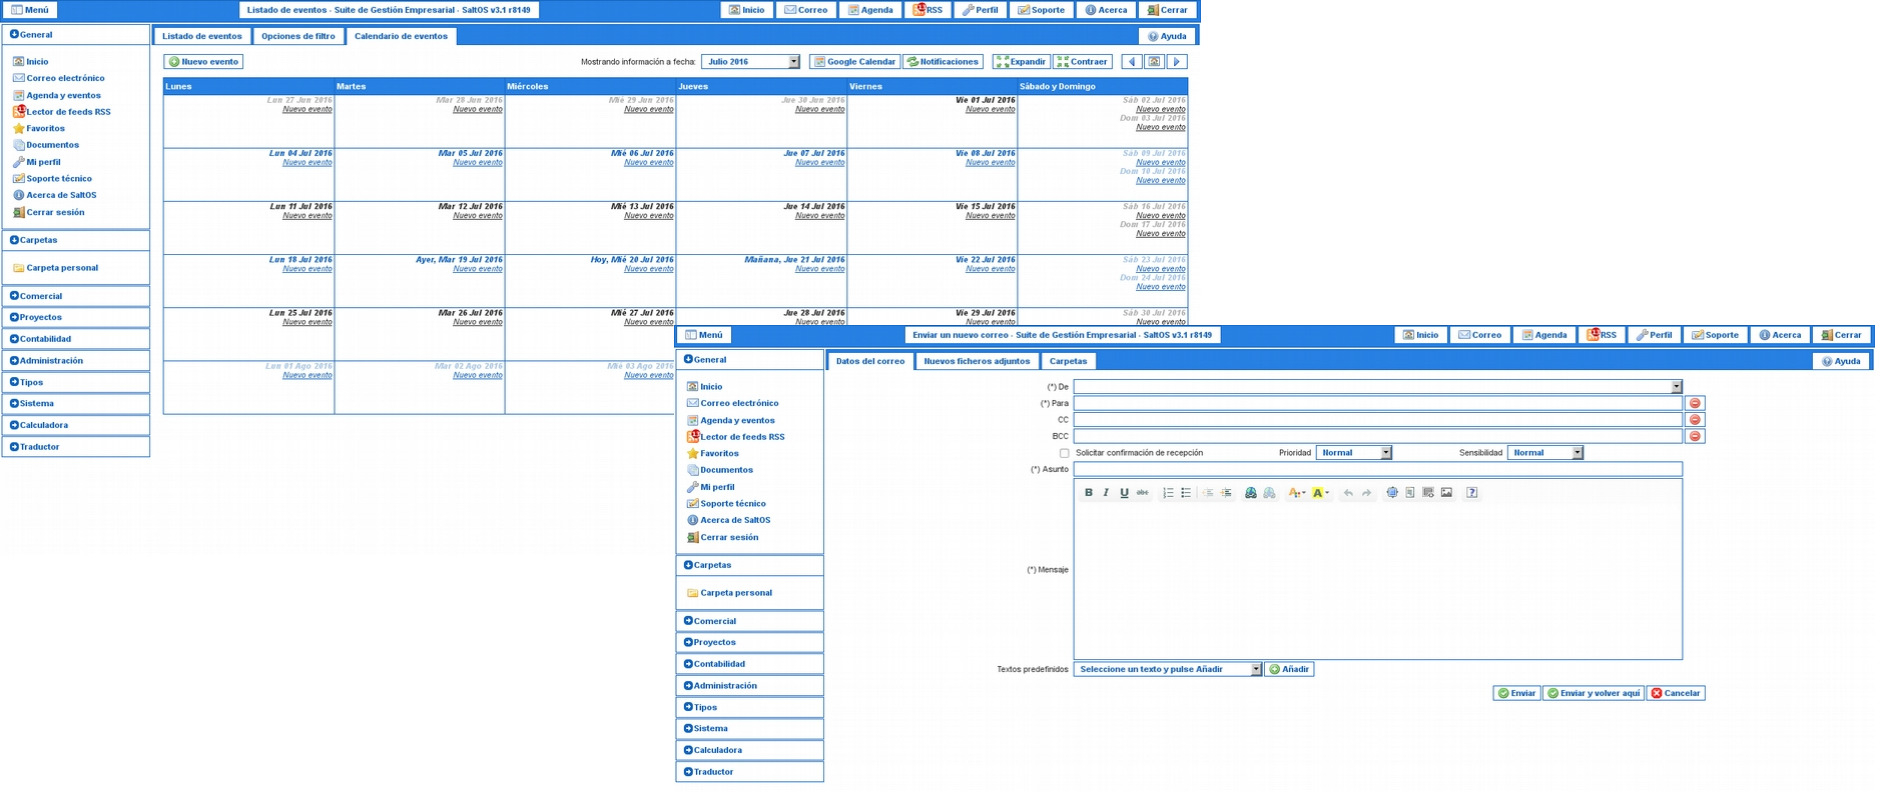 Menú
Listado de eventos - Suite de Gestión Empresarial - SaltOS v3.1 r8149
Inicio Correo Agenda RSS Perfil Soporte Acerca Cerrar
General
Inicio
Correo electrónico
Agenda y eventos
Lector de feeds RSS
Favoritos
Documentos
Mi perfil
Soporte técnico
Acerca de SaltOS
Cerrar sesión
Carpetas
Carpeta personal
Comercial
Proyectos
Contabilidad
Administración
Tipos
Sistema
Calculadora
Traductor
Listado de eventos Opciones de filtro Calendario de eventos Ayuda
Nuevo evento Mostrando información a fecha: Julio 2016 Google Calendar Notificaciones Expandir Contraer
Lunes Martes Miércoles Jueves Viernes Sábado y Domingo
Lun 27 Jun 2016 Mar 28 Jun 2016 Mié 29 Jun 2016 Jue 30 Jun 2016 Vie 01 Jul 2016 Sáb 02 Jul 2016
Nuevo evento Nuevo evento Nuevo evento Nuevo evento Nuevo evento Nuevo evento
Dom 03 Jul 2016
Nuevo evento
Lun 04 Jul 2016 Mar 05 Jul 2016 Mié 06 Jul 2016 Jue 07 Jul 2016 Vie 08 Jul 2016 Sáb 09 Jul 2016
Nuevo evento Nuevo evento Nuevo evento Nuevo evento Nuevo evento Nuevo evento
Dom 10 Jul 2016
Nuevo evento
Lun 11 Jul 2016 Mar 12 Jul 2016 Mié 13 Jul 2016 Jue 14 Jul 2016 Vie 15 Jul 2016 Sáb 16 Jul 2016
Nuevo evento Nuevo evento Nuevo evento Nuevo evento Nuevo evento Nuevo evento
Dom 17 Jul 2016
Nuevo evento
Lun 18 Jul 2016 Ayer, Mar 19 Jul 2016 Hoy, Mié 20 Jul 2016 Mañana, Jue 21 Jul 2016 Vie 22 Jul 2016 Sáb 23 Jul 2016
Nuevo evento Nuevo evento Nuevo evento Nuevo evento Nuevo evento Nuevo evento
Dom 24 Jul 2016
Nuevo evento
Lun 25 Jul 2016 Mar 26 Jul 2016 Mié 27 Jul 2016 Jue 28 Jul 2016 Vie 29 Jul 2016 Sáb 30 Jul 2016
Nuevo evento Nuevo evento Nuevo evento Nuevo evento Nuevo evento Nuevo evento
Lun 01 Ago 2016 Mar 02 Ago 2016 Mié 03 Ago 2016
Nuevo evento Nuevo evento Nuevo evento
Menú
Enviar un nuevo correo - Suite de Gestión Empresarial - SaltOS v3.1 r8149
Inicio Correo Agenda RSS Perfil Soporte Acerca Cerrar
General
Inicio
Correo electrónico
Agenda y eventos
Lector de feeds RSS
Favoritos
Documentos
Mi perfil
Soporte técnico
Acerca de SaltOS
Cerrar sesión
Carpetas
Carpeta personal
Comercial
Proyectos
Contabilidad
Administración
Tipos
Sistema
Calculadora
Traductor
Datos del correo Nuevos ficheros adjuntos Carpetas Ayuda
(*) De
(*) Para
CC
BCC
Solicitar confirmación de recepción Prioridad Normal Sensibilidad Normal
(*) Asunto
B I U abc A A
(*) Mensaje
Textos predefinidos Seleccione un texto y pulse Añadir Añadir
Enviar Enviar y volver aquí Cancelar